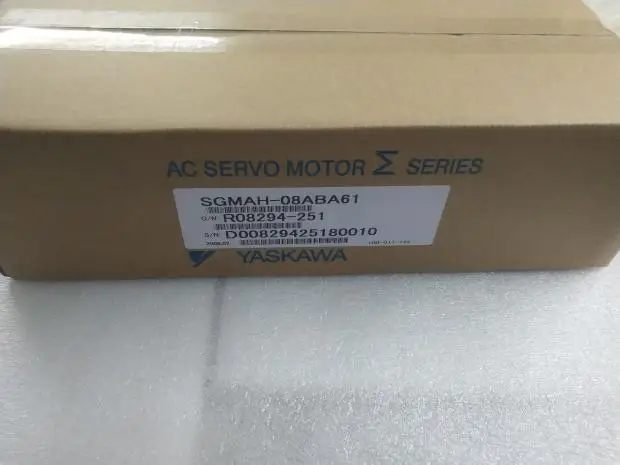 AC SERVO MOTOR Σ SERIES
SGMAH-08ABA61
O/N R08294-251
S/N D00829425180010
YASKAWA